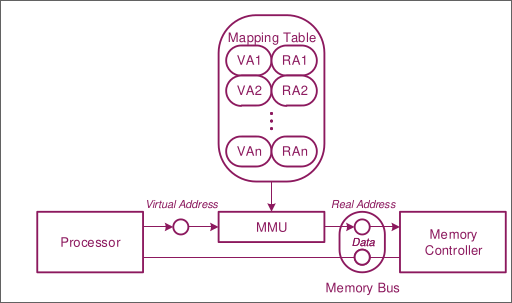 Mapping Table
VA1 RA1
VA2 RA2
VAn RAn
Virtual Address
Real Address
Processor
MMU
Data
Memory
Controller
Memory Bus